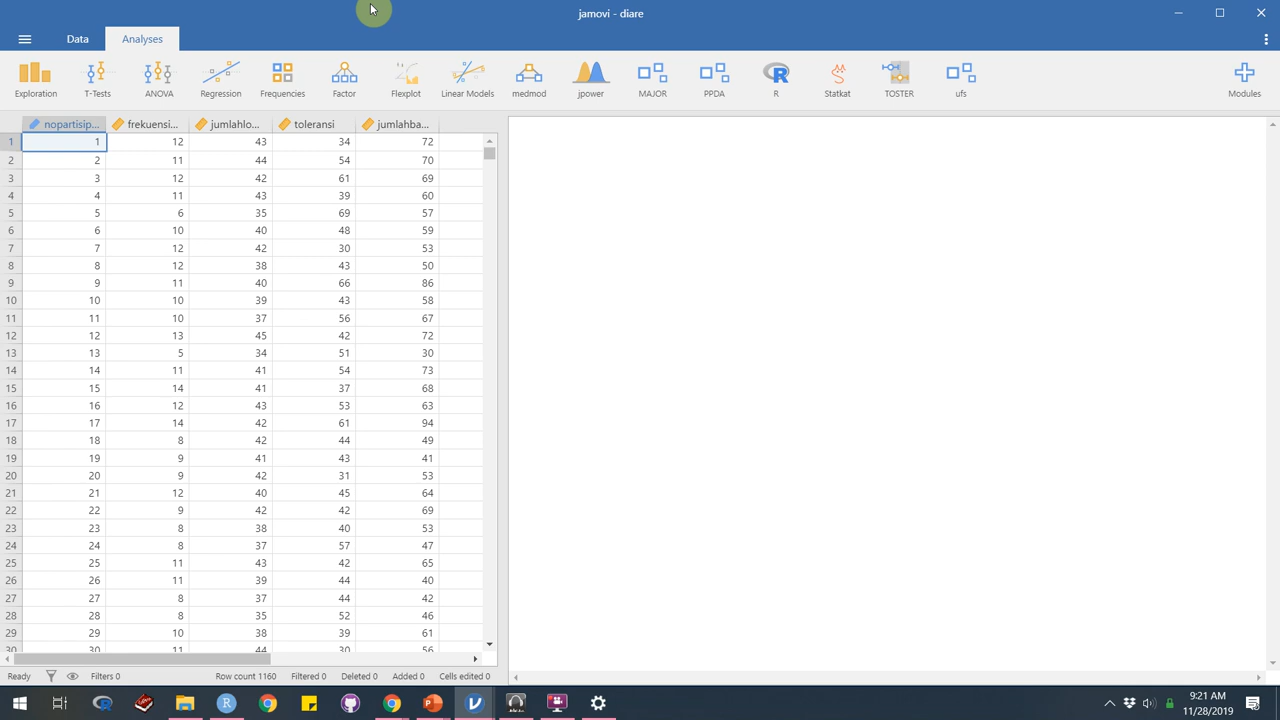 jamovi - diare
Data Analyses
Exploration T-Tests ANOVA Regression Frequencies Factor Flexplot Linear Models medmod jpower MAJOR PPDA R Statkat TOSTER ufs Modules
nopartisip... frekuensi... jumlahlo... toleransi jumlahba...
1 1 12 43 34 72
2 2 11 44 54 70
3 3 12 42 61 69
4 4 11 43 39 60
5 5 6 35 69 57
6 6 10 40 48 59
7 7 12 42 30 53
8 8 12 38 43 50
9 9 11 40 66 86
10 10 10 39 43 58
11 11 10 37 56 67
12 12 13 45 42 72
13 13 5 34 51 30
14 14 11 41 54 73
15 15 14 41 37 68
16 16 12 43 53 63
17 17 14 42 61 94
18 18 8 42 44 49
19 19 9 41 43 41
20 20 9 42 31 53
21 21 12 40 45 64
22 22 9 42 42 69
23 23 8 38 40 53
24 24 8 37 57 47
25 25 11 43 42 65
26 26 11 39 44 40
27 27 8 37 44 42
28 28 8 35 52 46
29 29 10 38 39 61
30 30 11 44 30 56
Ready Filters 0 Row count 1160 Filtered 0 Deleted 0 Added 0 Cells edited 0
9:21 AM
11/28/2019